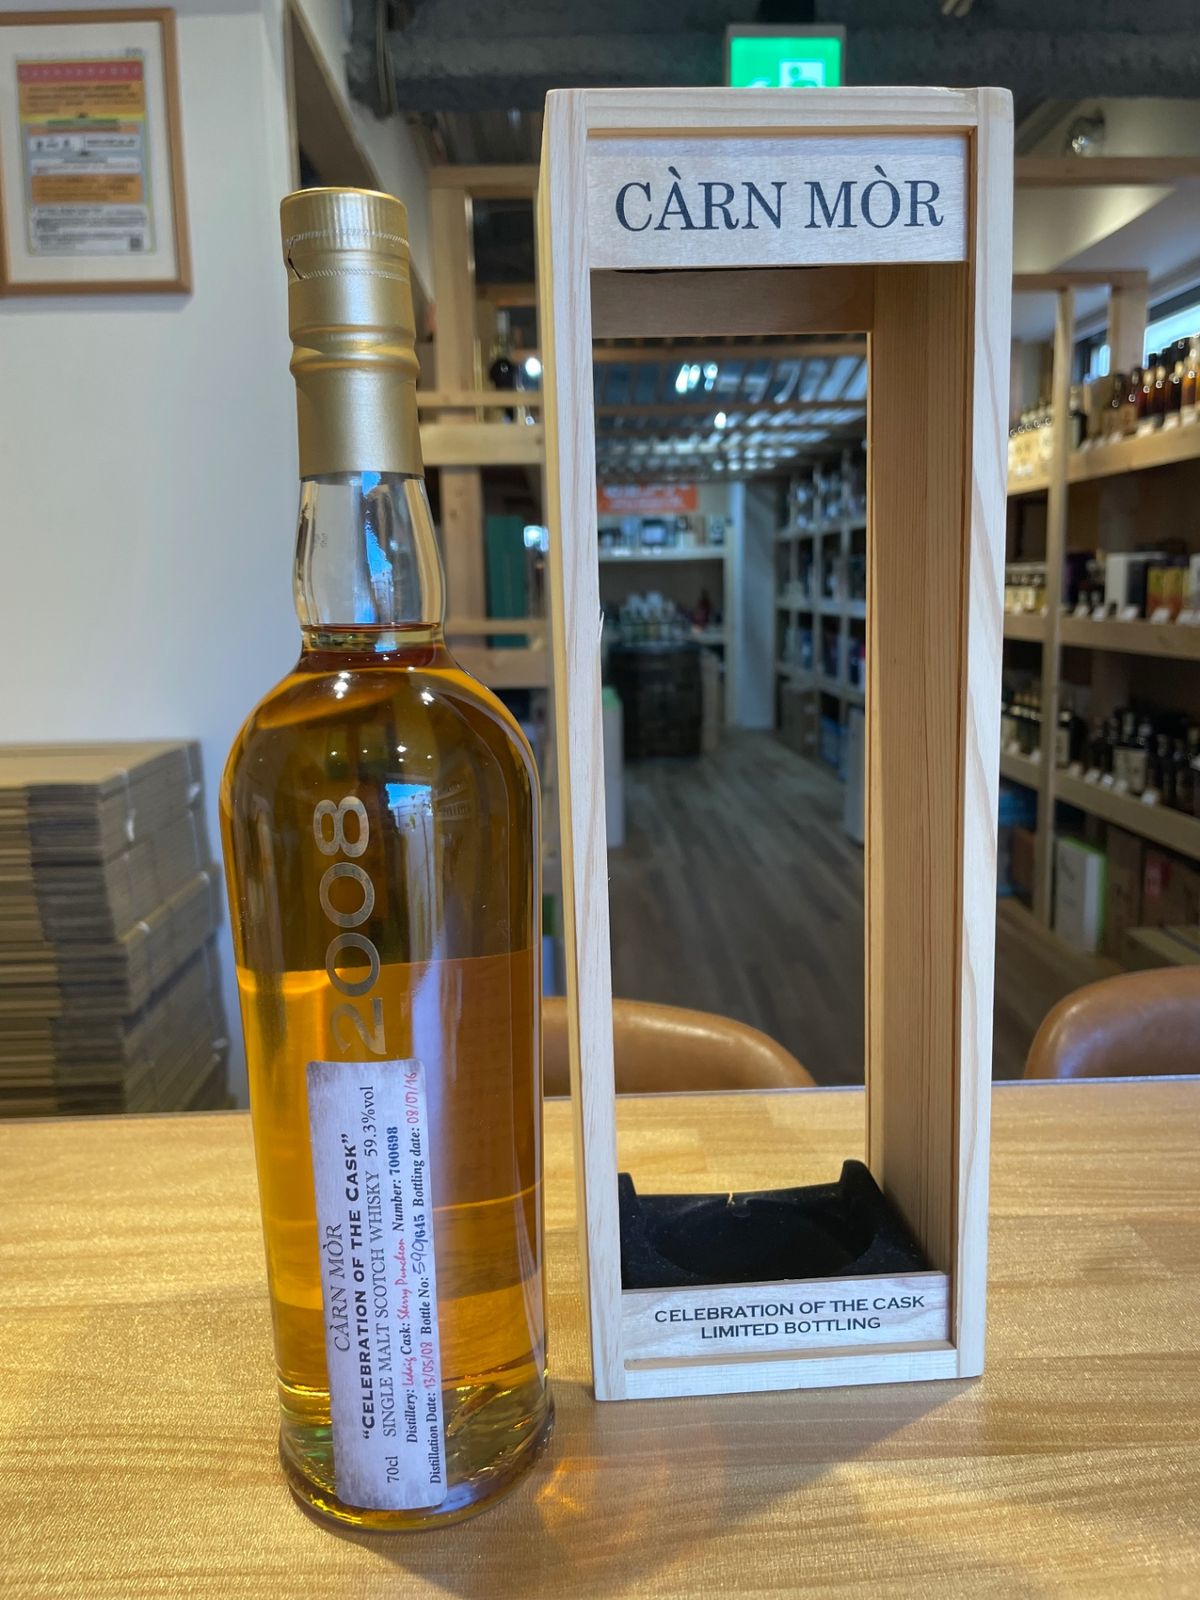 CÀRN MÒR
2008
CÀRN MÒR
"CELEBRATION OF THE CASK"
SINGLE MALT SCOTCH WHISKY 59.3%vol
70cl
Distillery: Ledaig Cask: Sherry Puncheon Number: 700698
Distillation Date: 13/05/08 Bottle No: 590/645 Bottling date: 08/07/16
CELEBRATION OF THE CASK
LIMITED BOTTLING